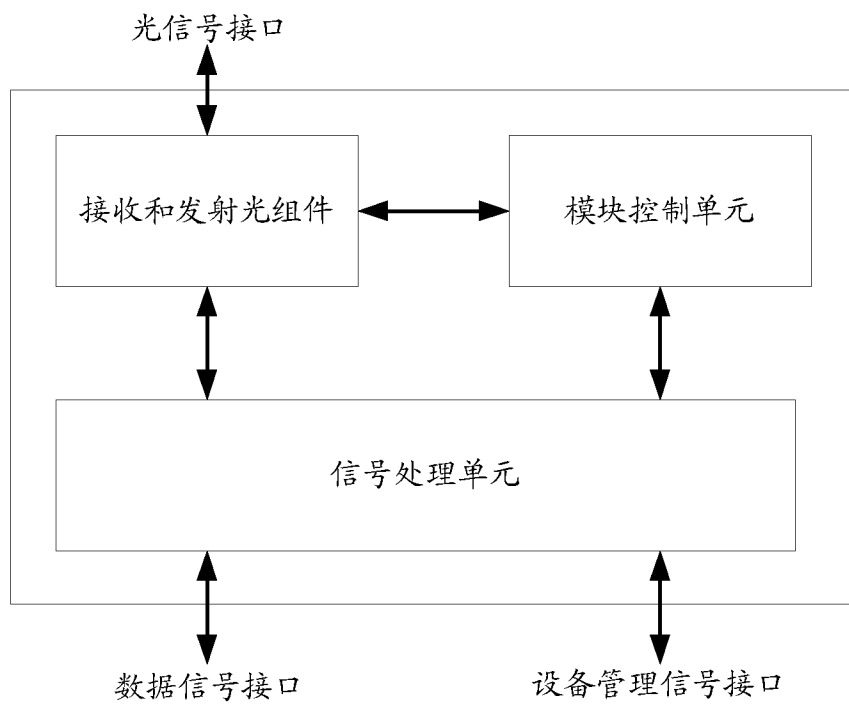 光信号接口
接收和发射光组件
模块控制单元
信号处理单元
数据信号接口
设备管理信号接口